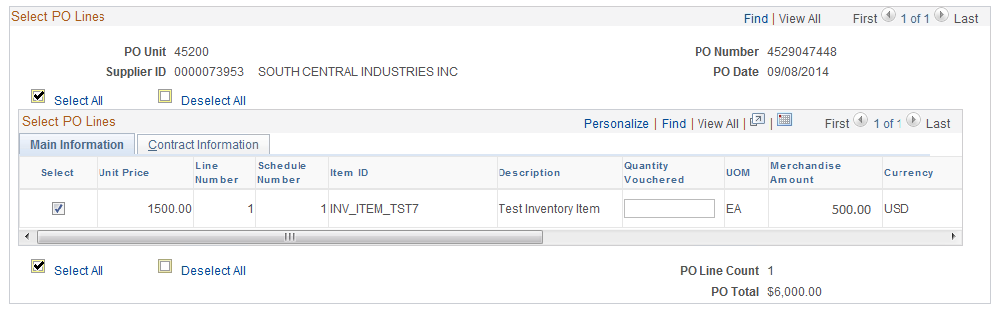 Select PO Lines Find | View All First 1 of 1 Last
PO Unit 45200 PO Number 4529047448
Supplier ID 0000073953 SOUTH CENTRAL INDUSTRIES INC PO Date 09/08/2014
Select All Deselect All
Select PO Lines Personalize | Find | View All | | First 1 of 1 Last
Main Information Contract Information
Select Unit Price Line Number Schedule Number Item ID Description Quantity Vouchered UOM Merchandise Amount Currency
1500.00 1 1 INV_ITEM_TST7 Test Inventory Item EA 500.00 USD
Select All Deselect All PO Line Count 1
PO Total $6,000.00